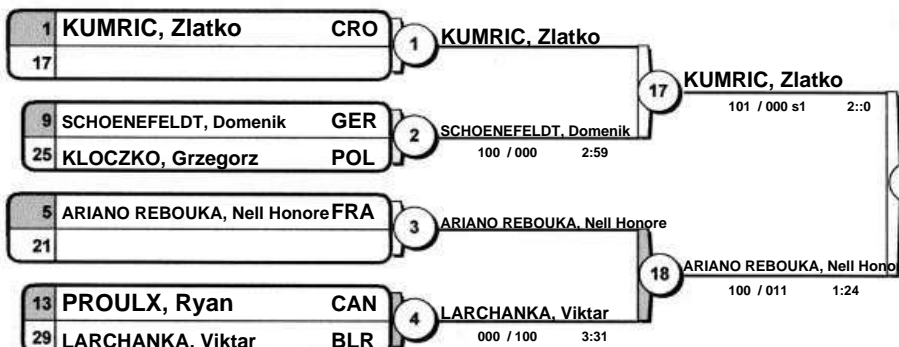 1 KUMRIC, Zlatko CRO
17
1
KUMRIC, Zlatko
9 SCHOENEFELDT, Domenik GER
25 KLOCZKO, Grzegorz POL
2
SCHOENEFELDT, Domenik
100 / 000 2:59
17
KUMRIC, Zlatko
101 / 000 s1 2::0
5 ARIANO REBOUKA, Nell Honore FRA
21
3
ARIANO REBOUKA, Nell Honore
13 PROULX, Ryan CAN
29 LARCHANKA, Viktar BLR
4
LARCHANKA, Viktar
000 / 100 3:31
18
ARIANO REBOUKA, Nell Hono
100 / 011 1:24